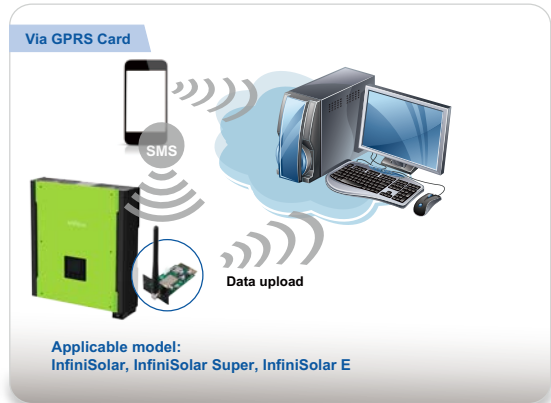 Via GPRS Card
SMS
Data upload
Applicable model:
InfiniSolar, InfiniSolar Super, InfiniSolar E